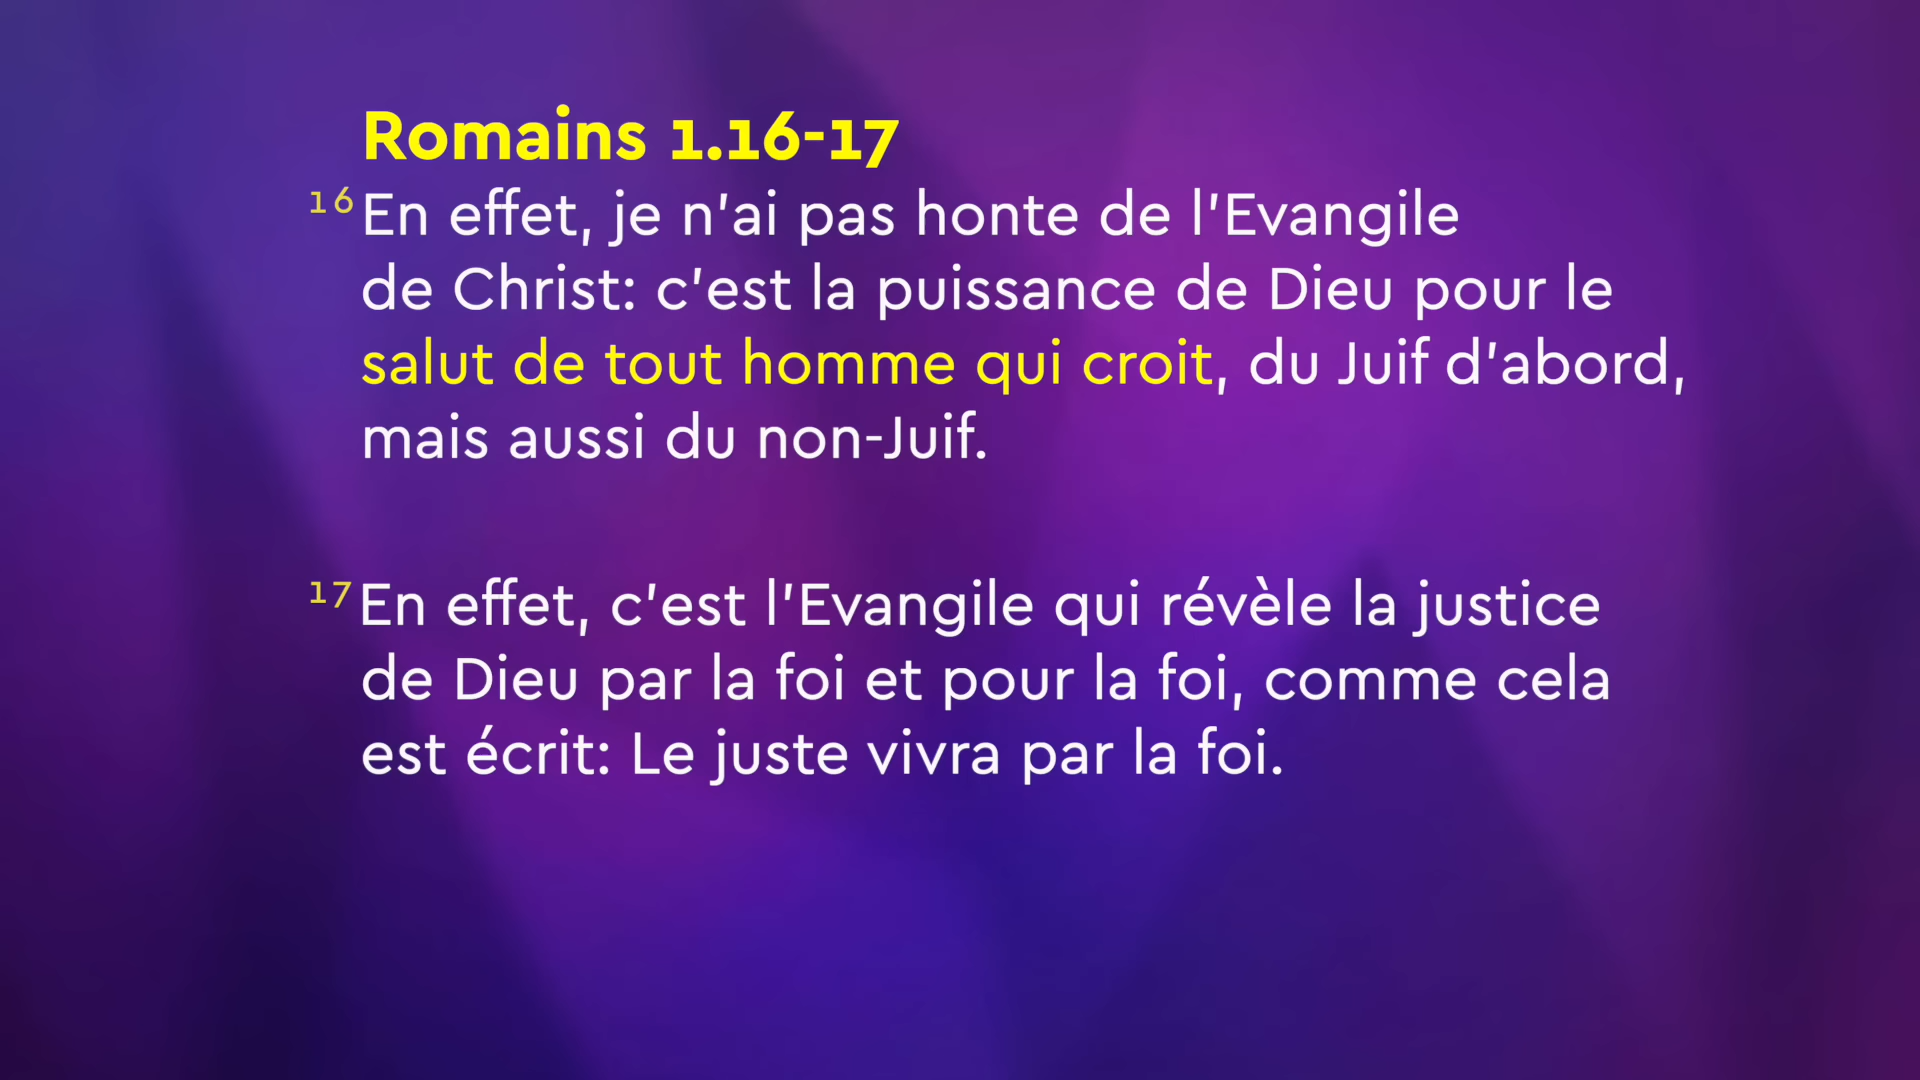 Romains 1.16-17
16 En effet, je n'ai pas honte de l'Evangile
de Christ: c'est la puissance de Dieu pour le
salut de tout homme qui croit, du Juif d'abord,
mais aussi du non-Juif.
17 En effet, c'est l'Evangile qui révèle la justice
de Dieu par la foi et pour la foi, comme cela
est écrit: Le juste vivra par la foi.